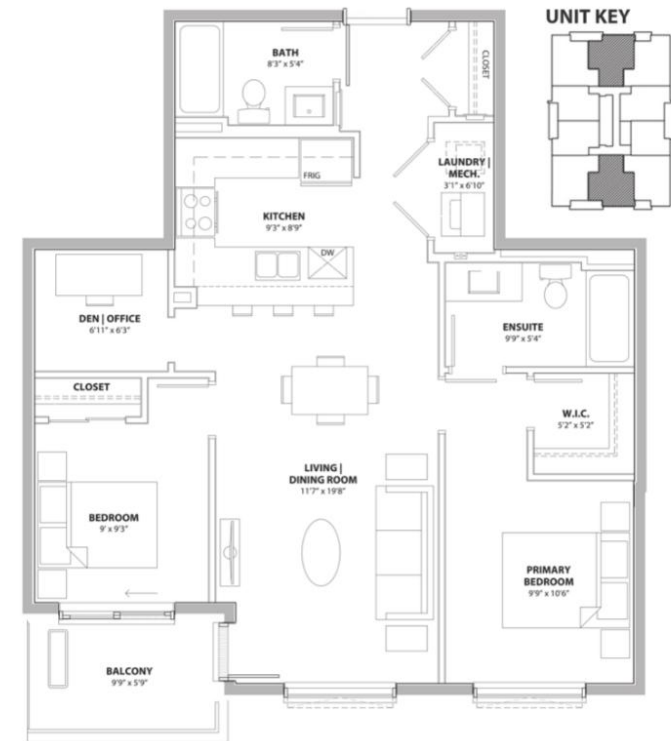 UNIT KEY
BATH
8'3" x 5'4"
CLOSET
LAUNDRY |
MECH.
3'1" x 6'10"
FRIG
KITCHEN
9'3" x 8'9"
DW
DEN | OFFICE
6'11" x 6'3"
ENSUITE
9'9" x 5'4"
CLOSET
W.I.C.
5'2" x 5'2"
LIVING |
DINING ROOM
11'7" x 19'8"
BEDROOM
9' x 9'3"
PRIMARY
BEDROOM
9'9" x 10'6"
BALCONY
9'9" x 5'9"